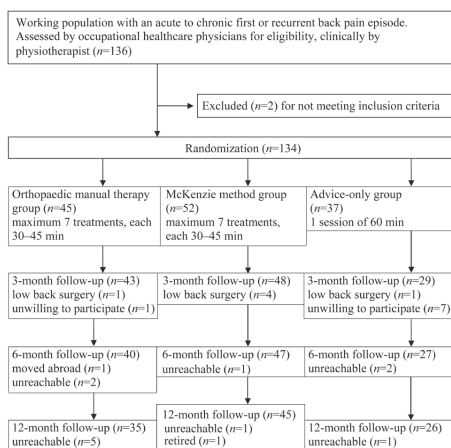 Working population with an acute to chronic first or recurrent back pain episode.
Assessed by occupational healthcare physicians for eligibility, clinically by
physiotherapist (n=136)
Excluded (n=2) for not meeting inclusion criteria
Randomization (n=134)
Orthopaedic manual therapy
group (n=45)
maximum 7 treatments, each
30–45 min
McKenzie method group
(n=52)
maximum 7 treatments,
each 30–45 min
Advice-only group
(n=37)
1 session of 60 min
3-month follow-up (n=43)
low back surgery (n=1)
unwilling to participate (n=1)
3-month follow-up (n=48)
low back surgery (n=4)
3-month follow-up (n=29)
low back surgery (n=1)
unwilling to participate (n=7)
6-month follow-up (n=40)
moved abroad (n=1)
unreachable (n=2)
6-month follow-up (n=47)
unreachable (n=1)
6-month follow-up (n=27)
unreachable (n=2)
12-month follow-up (n=35)
unreachable (n=5)
12-month follow-up (n=45)
unreachable (n=1)
retired (n=1)
12-month follow-up (n=26)
unreachable (n=1)